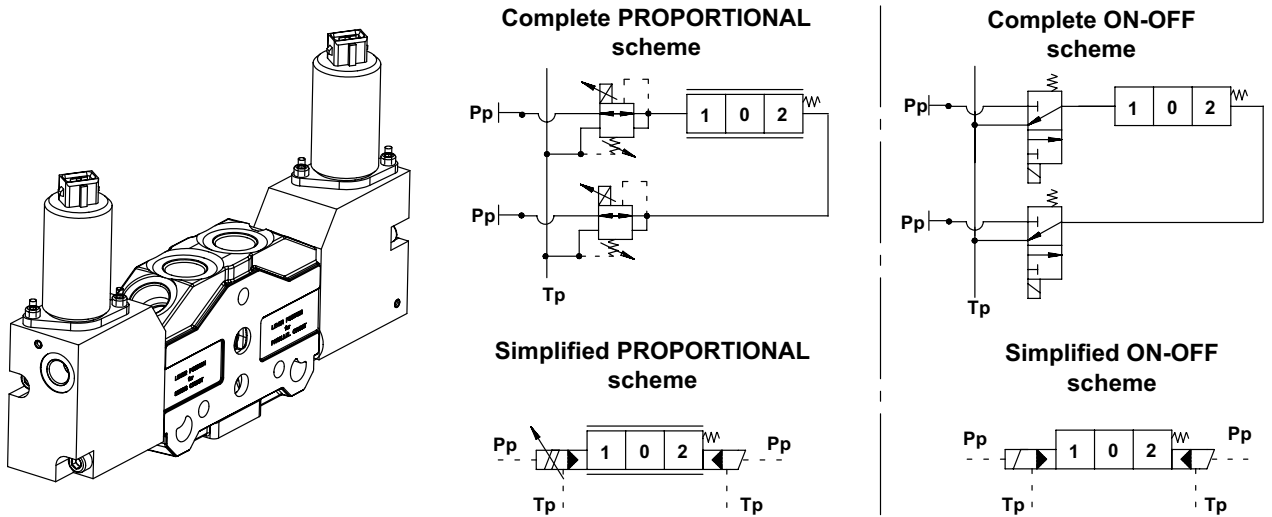 Complete PROPORTIONAL
scheme
Pp
1 0 2
Pp
Tp
Complete ON-OFF
scheme
Pp
1 0 2
Pp
Tp
Simplified PROPORTIONAL
scheme
Pp
1 0 2
Pp
Tp
Tp
Simplified ON-OFF
scheme
Pp
1 0 2
Pp
Tp
Tp